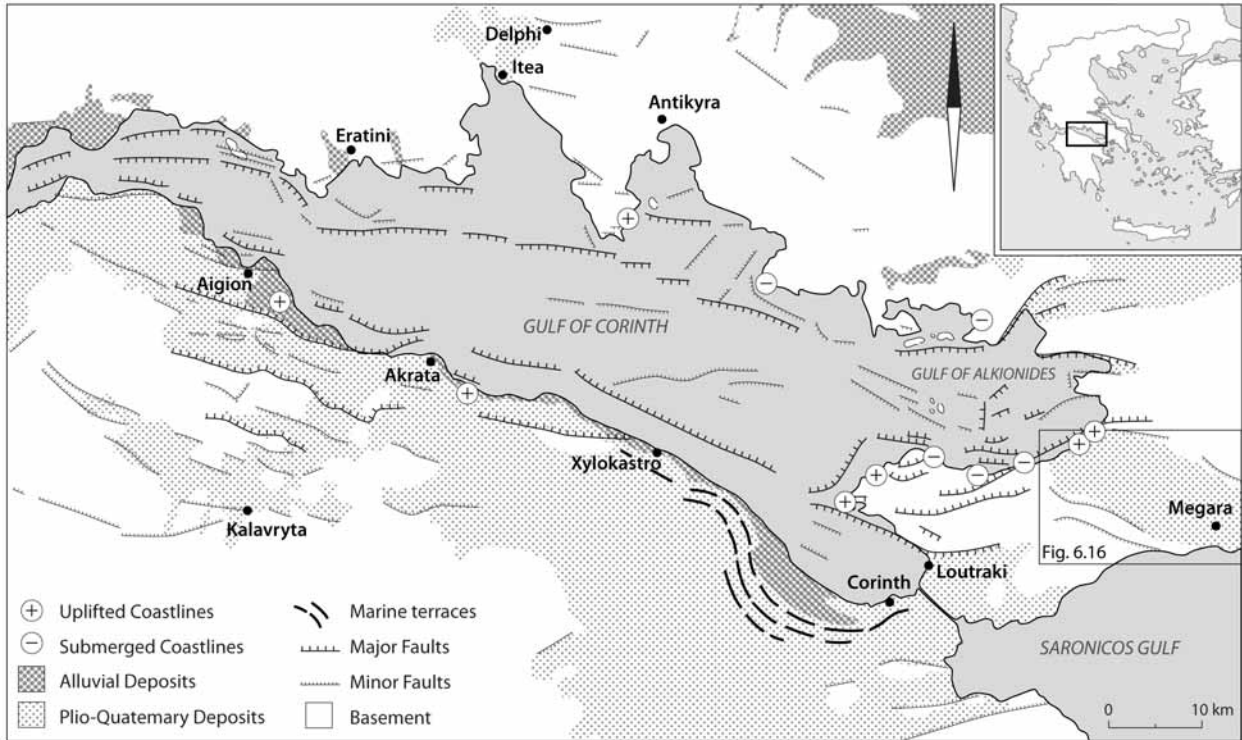 Delphi
Itea
Antikyra
Eratini
Aigion
GULF OF CORINTH
Akrata
GULF OF ALKIONIDES
Xylokastro
Kalavryta
Megara
Fig. 6.16
Loutraki
Corinth
SARONICOS GULF
Uplifted Coastlines
Submerged Coastlines
Alluvial Deposits
Plio-Quatemary Deposits
Marine terraces
Major Faults
Minor Faults
Basement
0 10 km